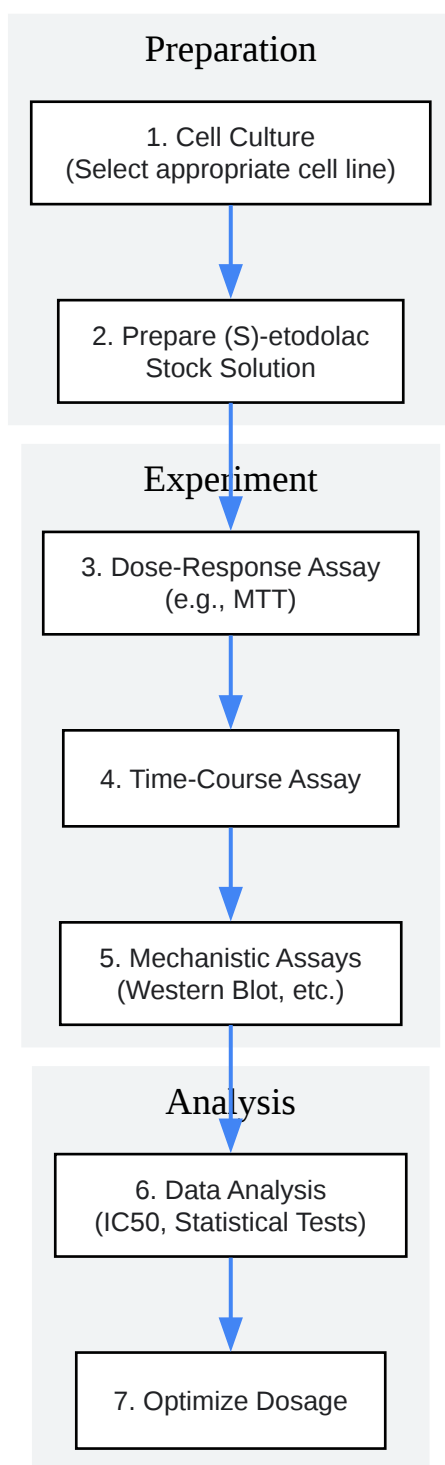 Preparation
1. Cell Culture
(Select appropriate cell line)
2. Prepare (S)-etodolac
Stock Solution
Experiment
3. Dose-Response Assay
(e.g., MTT)
4. Time-Course Assay
5. Mechanistic Assays
(Western Blot, etc.)
Analysis
6. Data Analysis
(IC50, Statistical Tests)
7. Optimize Dosage